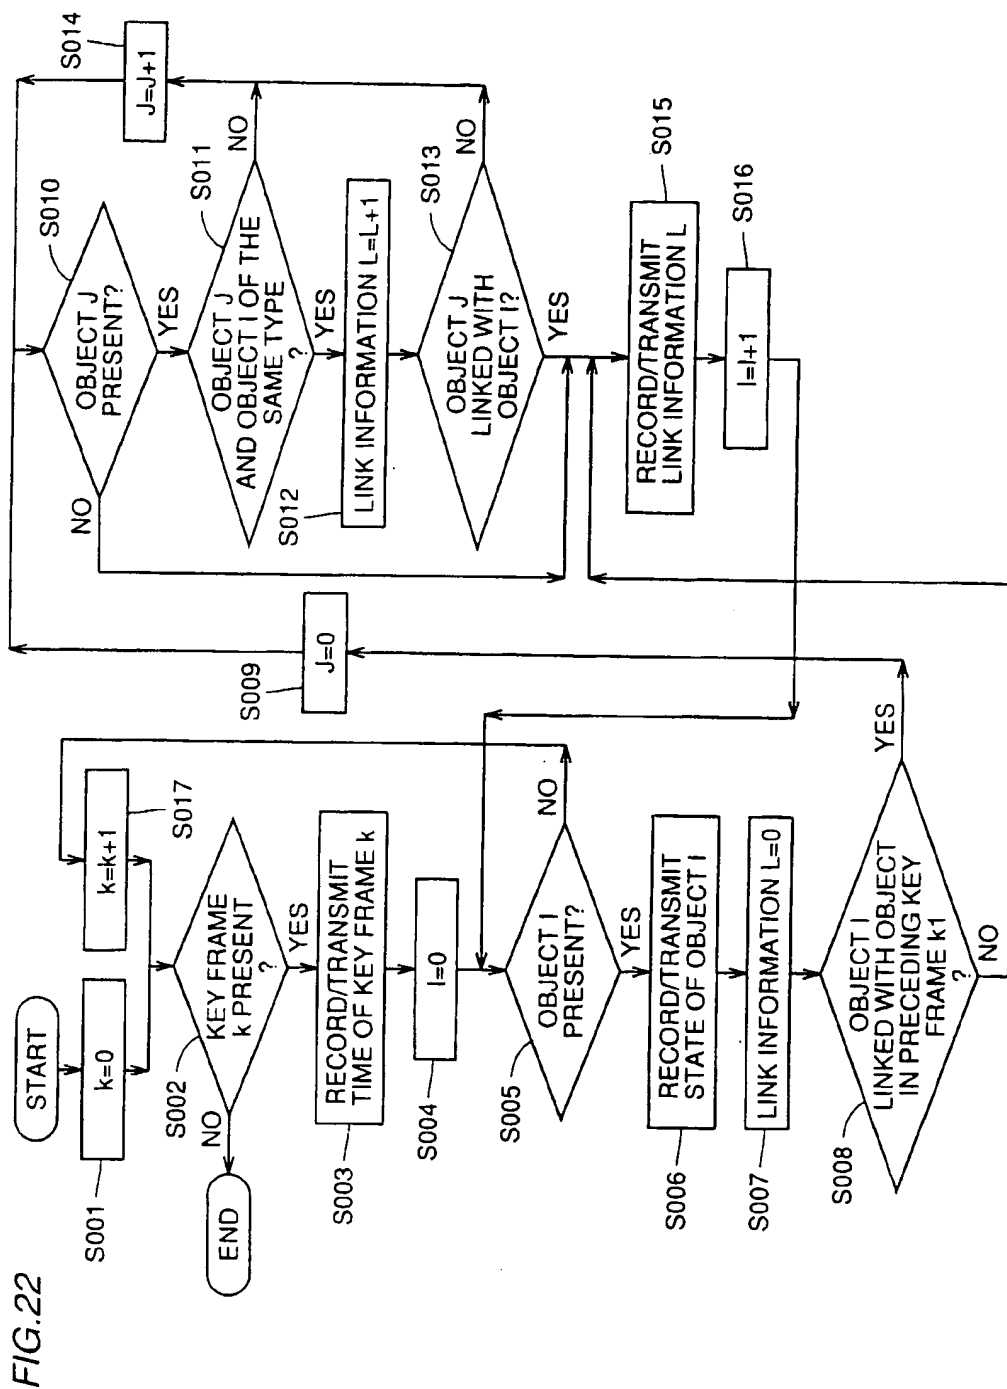 FIG.22
START
S001
k=0
k=k+1
S017
S002
KEY FRAME
k PRESENT
?
NO
YES
END
S003
RECORD/TRANSMIT
TIME OF KEY FRAME k
S004
I=0
S005
OBJECT I
PRESENT?
NO
YES
S006
RECORD/TRANSMIT
STATE OF OBJECT I
S007
LINK INFORMATION L=0
S008
OBJECT I
LINKED WITH OBJECT
IIN PRECEDING KEY
FRAME k1
?
YES
NO
S009
J=0
S010
OBJECT J
PRESENT?
NO
YES
S014
J=J+1
S011
OBJECT J
AND OBJECT I OF THE
SAME TYPE
?
NO
YES
S012
LINK INFORMATION L=L+1
S013
OBJECT J
LINKED WITH
OBJECT I?
NO
YES
S015
RECORD/TRANSMIT
LINK INFORMATION L
S016
I=I+1